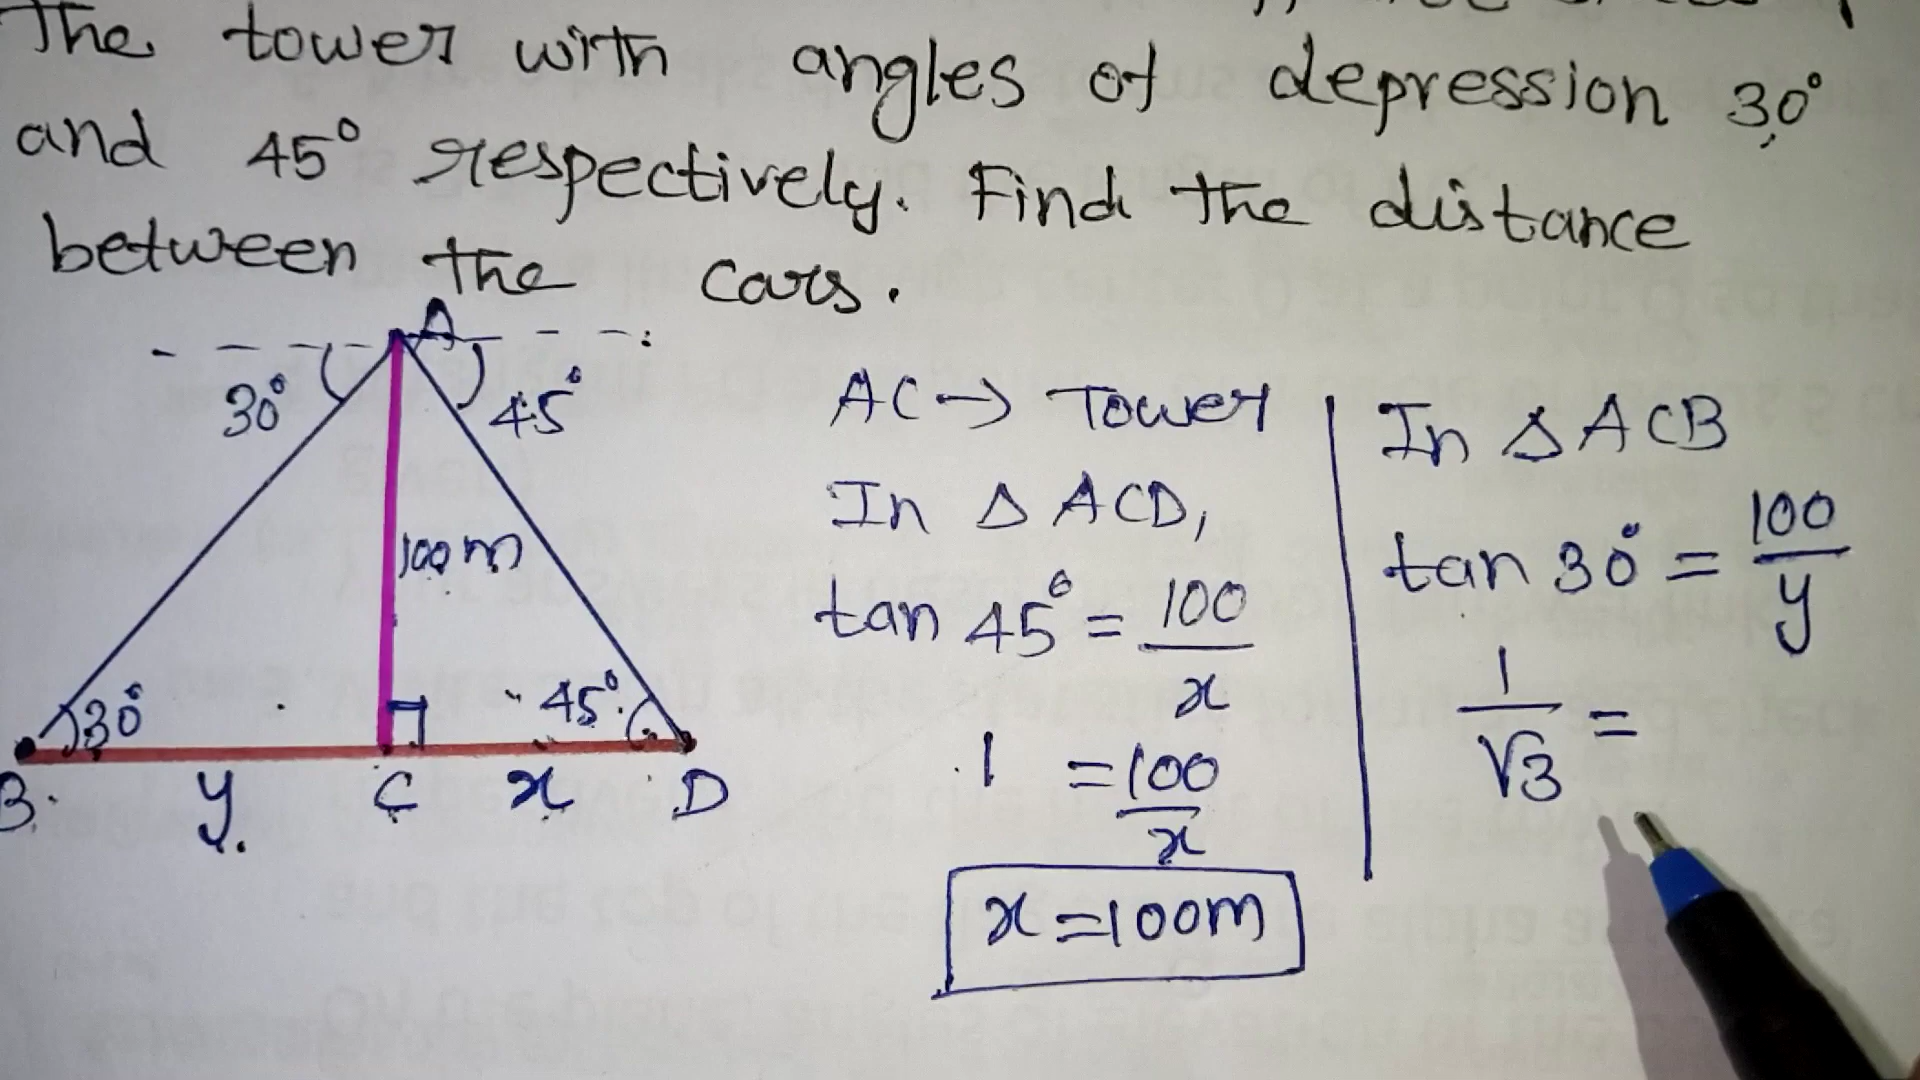 The tower with angles of depression 30°
and 45° respectively. Find the distance
between the cars.
A
30° 45°
100m
30° 45°
B y C x D
AC → Tower
In △ ACD,
tan 45° = 100/x
1 = 100/x
x = 100m
In △ ACB
tan 30° = 100/y
1/√3 =